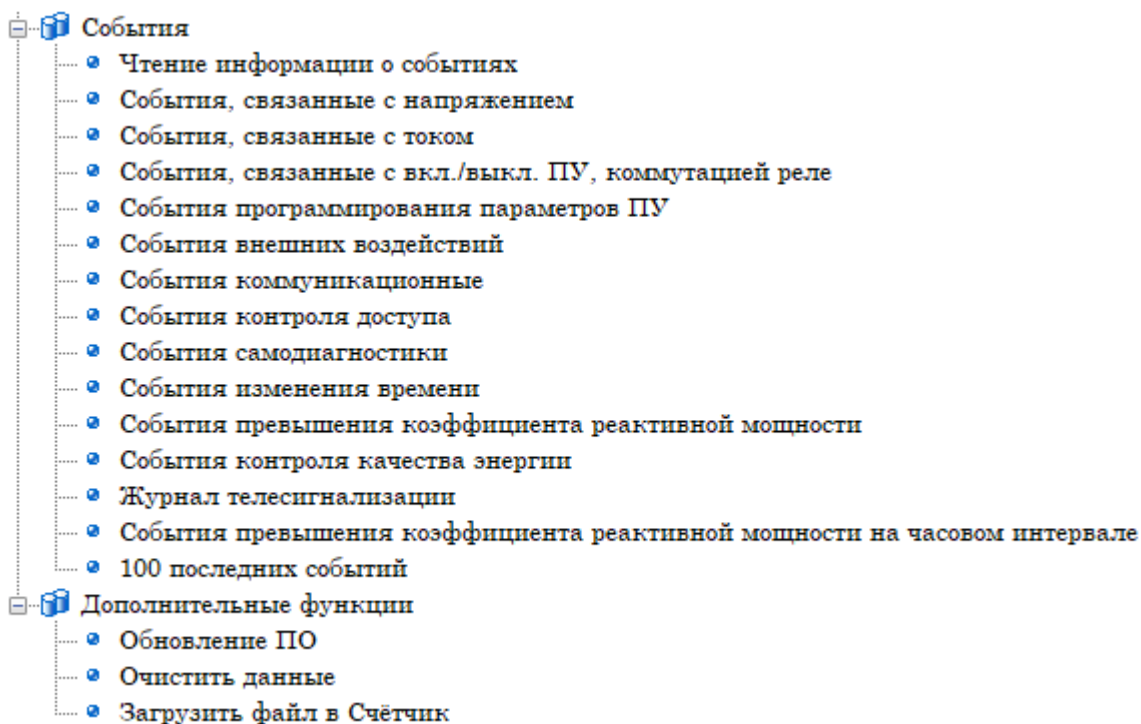 События
Чтение информации о событиях
События, связанные с напряжением
События, связанные с током
События, связанные с вкл./выкл. ПУ, коммутацией реле
События программирования параметров ПУ
События внешних воздействий
События коммуникационные
События контроля доступа
События самодиагностики
События изменения времени
События превышения коэффициента реактивной мощности
События контроля качества энергии
Журнал телесигнализации
События превышения коэффициента реактивной мощности на часовом интервале
100 последних событий
Дополнительные функции
Обновление ПО
Очистить данные
Загрузить файл в Счётчик